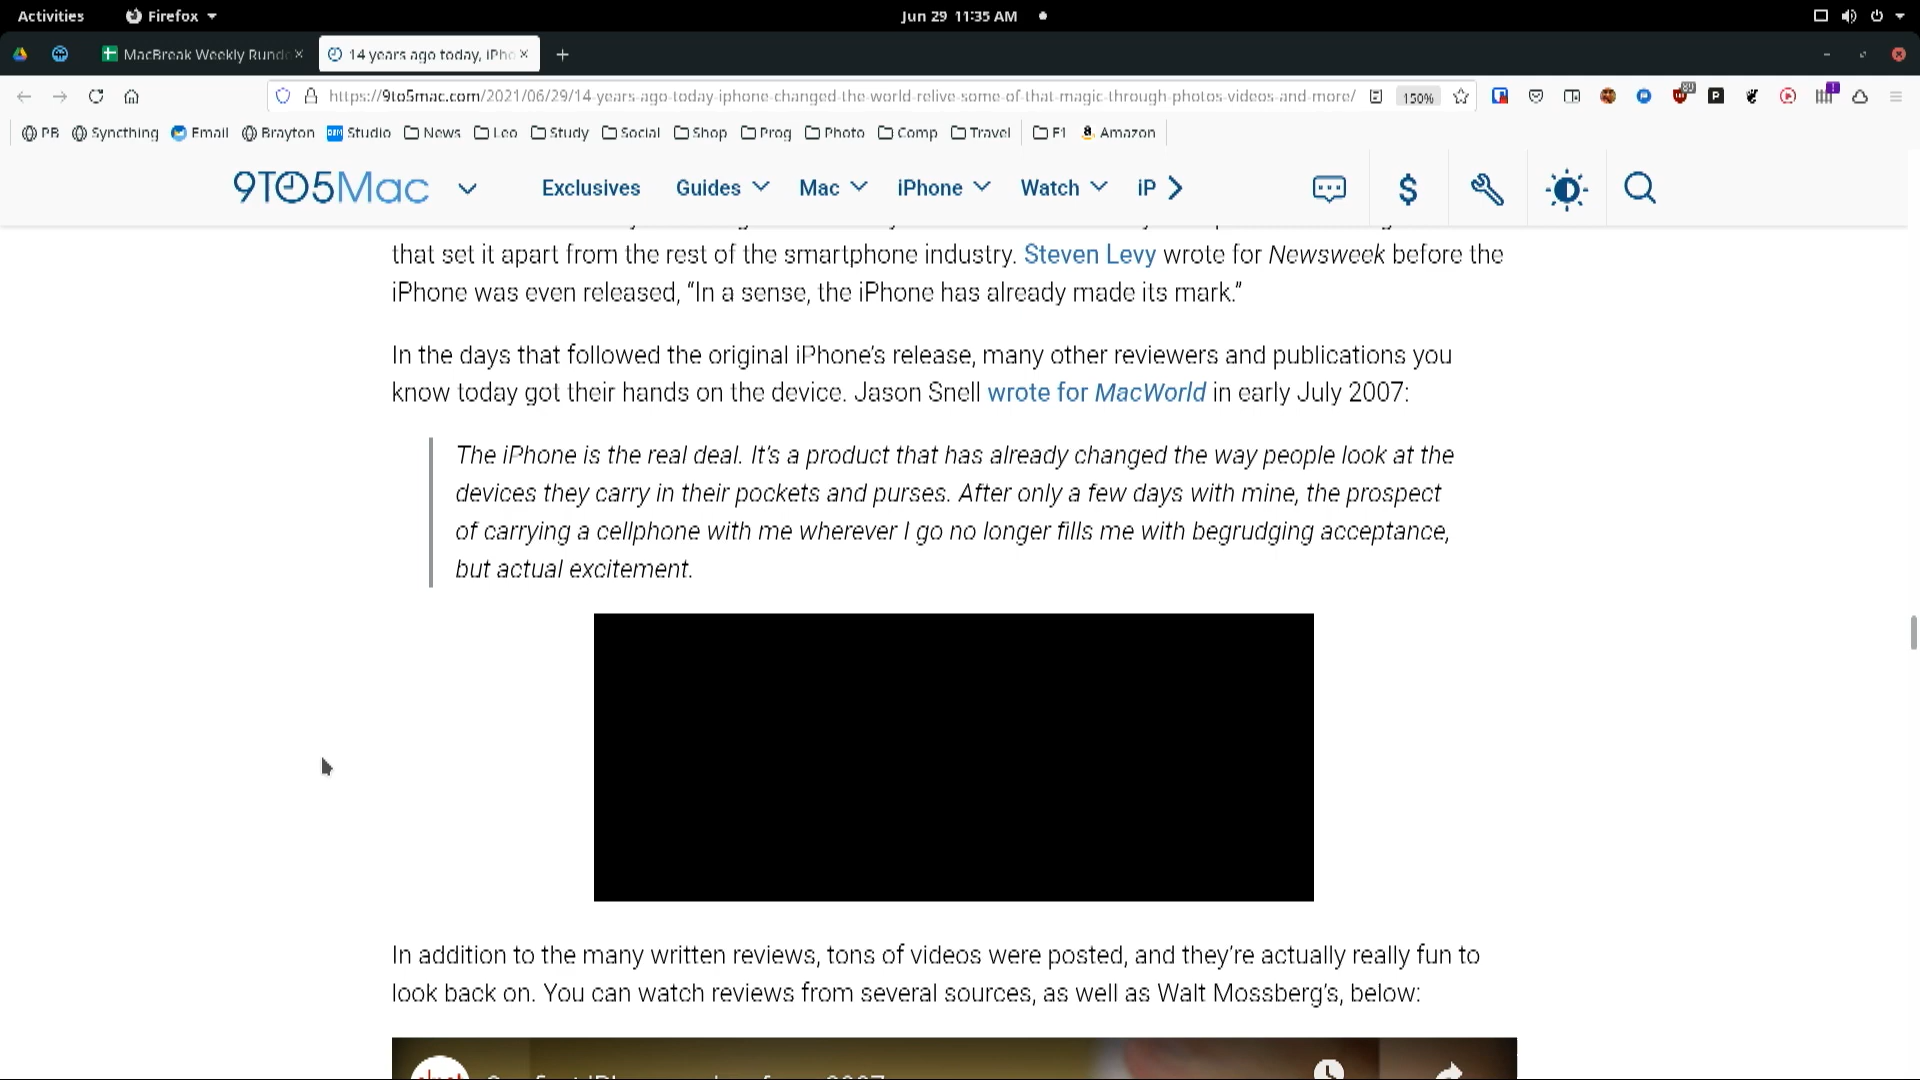 Activities
Firefox
Jun 29 11:35 AM
MacBreak Weekly Rund
14 years ago today, iPho
https://9to5mac.com/2021/06/29/14-years-ago-today-iphone-changed-the-world-relive-some-of-that-magic-through-photos-videos-and-more/
150%
PB
Syncthing
Email
Brayton
Studio
News
Leo
Study
Social
Shop
Prog
Photo
Comp
Travel
F1
Amazon
9TO5Mac
Exclusives
Guides
Mac
iPhone
Watch
iP
that set it apart from the rest of the smartphone industry. Steven Levy wrote for Newsweek before the
iPhone was even released, “In a sense, the iPhone has already made its mark.”
In the days that followed the original iPhone’s release, many other reviewers and publications you
know today got their hands on the device. Jason Snell wrote for MacWorld in early July 2007:
The iPhone is the real deal. It’s a product that has already changed the way people look at the
devices they carry in their pockets and purses. After only a few days with mine, the prospect
of carrying a cellphone with me wherever I go no longer fills me with begrudging acceptance,
but actual excitement.
In addition to the many written reviews, tons of videos were posted, and they’re actually really fun to
look back on. You can watch reviews from several sources, as well as Walt Mossberg’s, below: